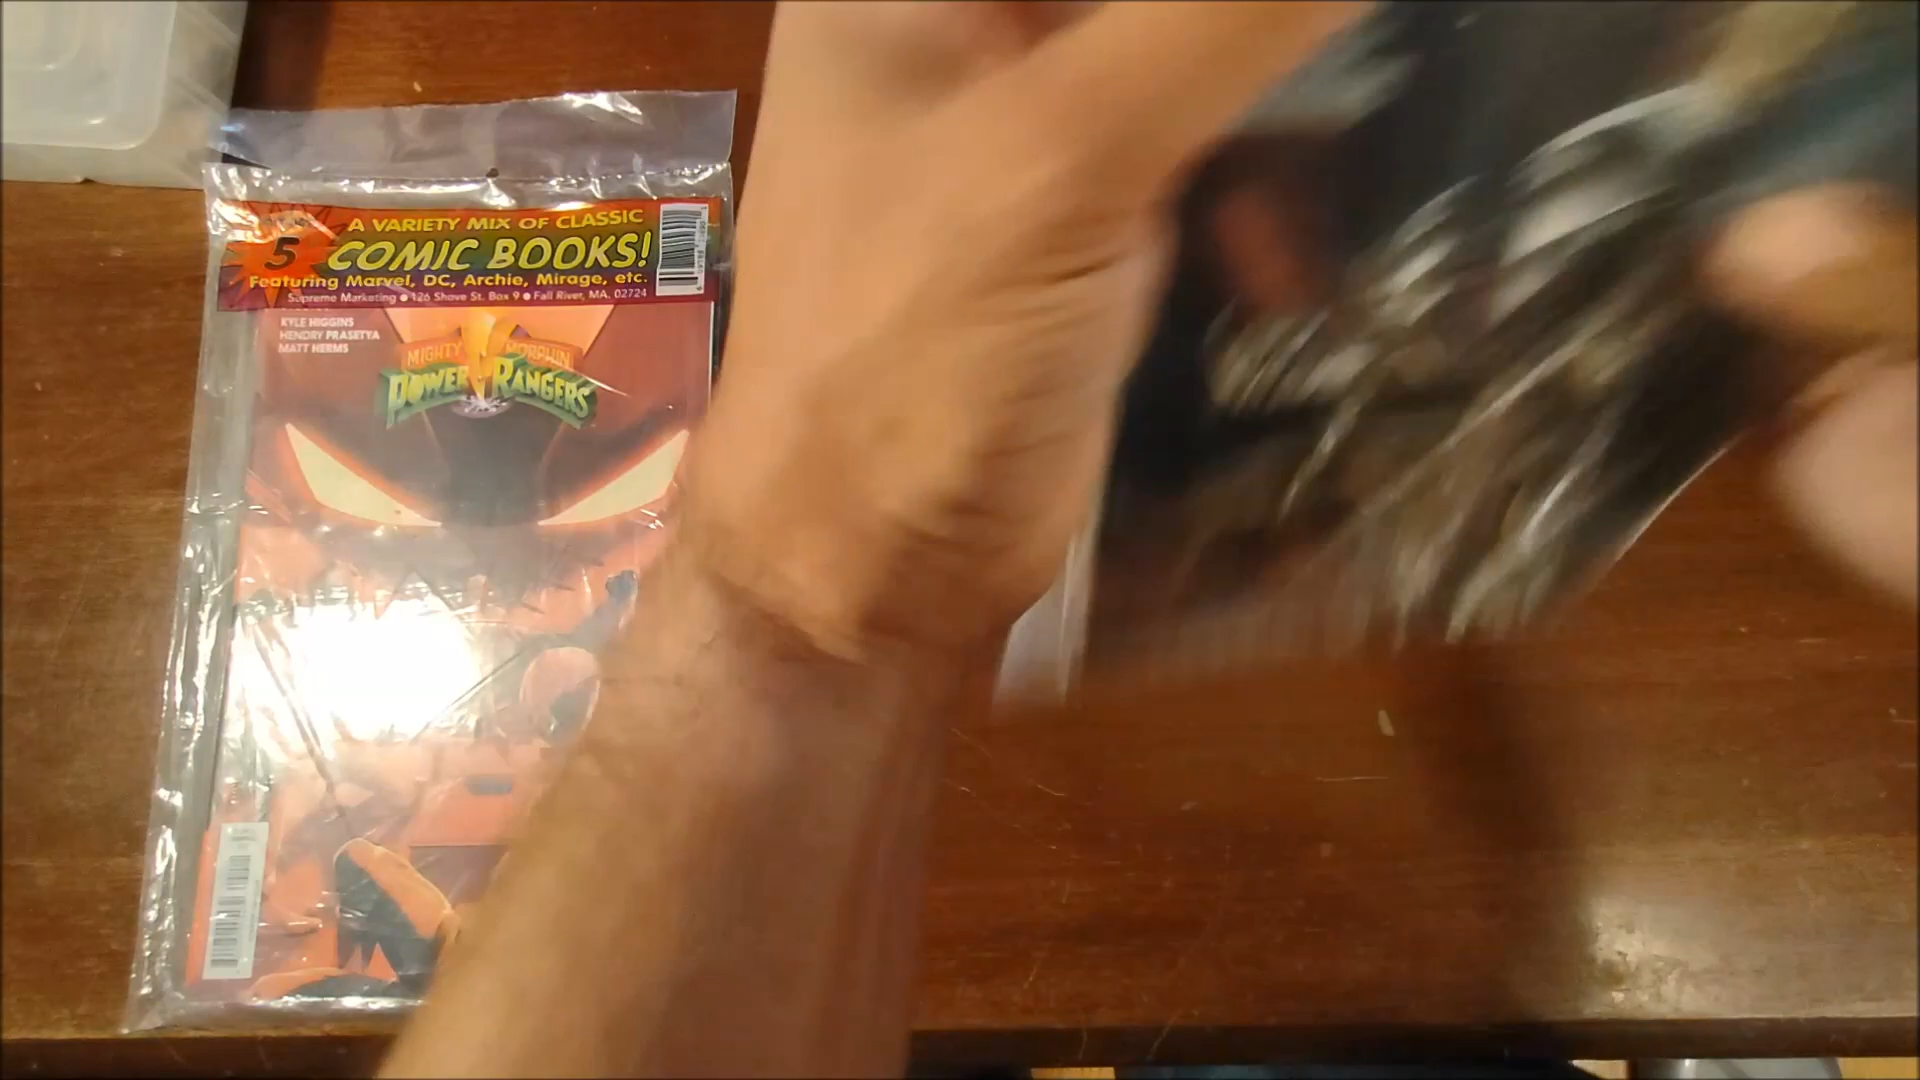 5
A VARIETY MIX OF CLASSIC
COMIC BOOKS!
Featuring Marvel, DC, Archie, Mirage, etc.
Supreme Marketing ● 126 Shove St. Box 9 ● Fall River, MA. 02724
KYLE HIGGINS
HENDRY PRASETYA
MATT HERMS
MIGHTY MORPHIN
POWER RANGERS